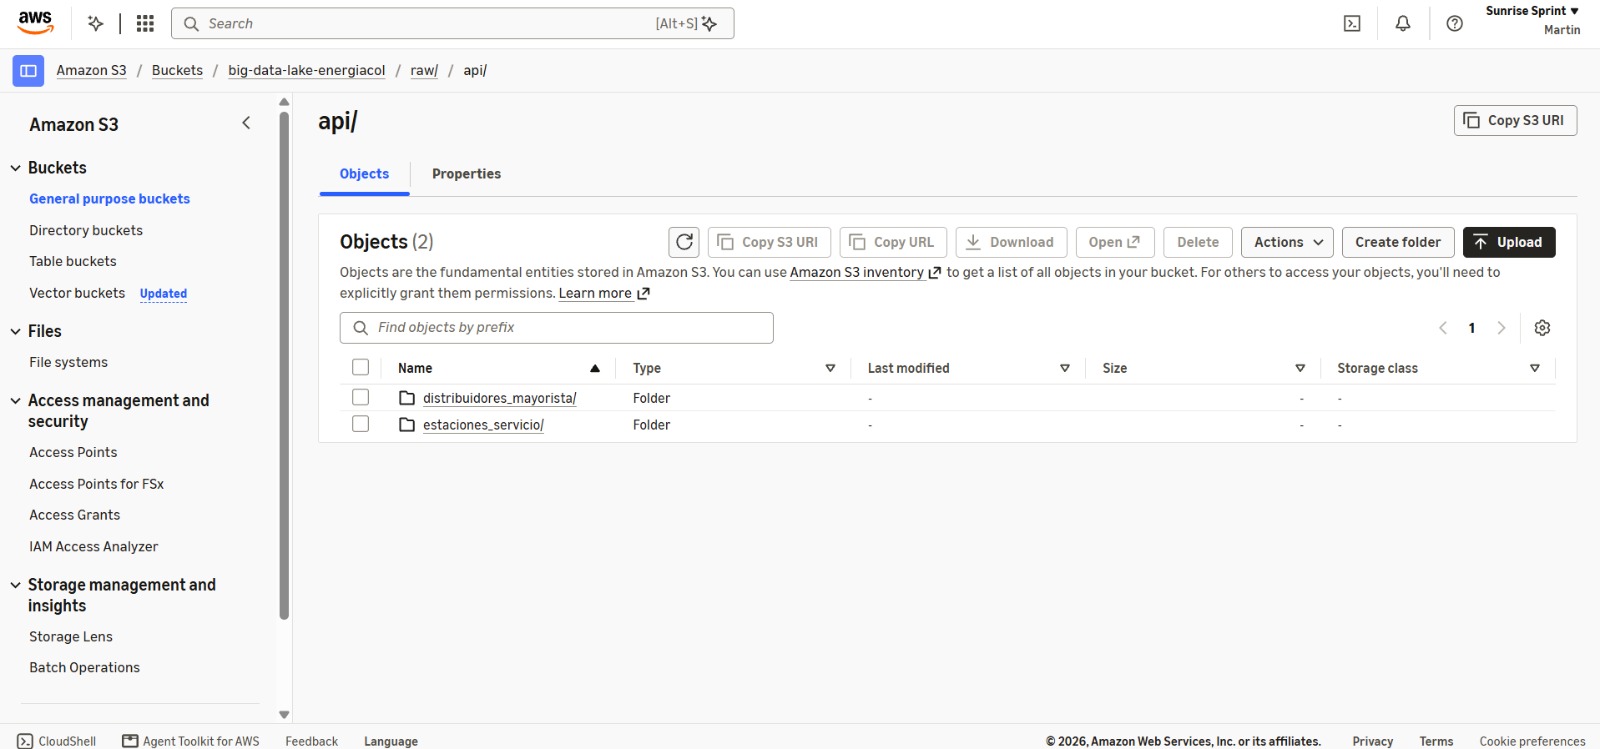 aws
Search [Alt+S]
Sunrise Sprint ▼
Martin
Amazon S3 / Buckets / big-data-lake-energiacol / raw/ / api/
Amazon S3
Buckets
General purpose buckets
Directory buckets
Table buckets
Vector buckets Updated
Files
File systems
Access management and
security
Access Points
Access Points for FSx
Access Grants
IAM Access Analyzer
Storage management and
insights
Storage Lens
Batch Operations
api/
Copy S3 URI
Objects Properties
Objects (2)
Copy S3 URI Copy URL Download Open Delete Actions Create folder Upload
Objects are the fundamental entities stored in Amazon S3. You can use Amazon S3 inventory to get a list of all objects in your bucket. For others to access your objects, you'll need to
explicitly grant them permissions. Learn more
Find objects by prefix
1
Name Type Last modified Size Storage class
distribuidores_mayorista/ Folder - - -
estaciones_servicio/ Folder - - -
CloudShell Agent Toolkit for AWS Feedback Language
© 2026, Amazon Web Services, Inc. or its affiliates. Privacy Terms Cookie preferences